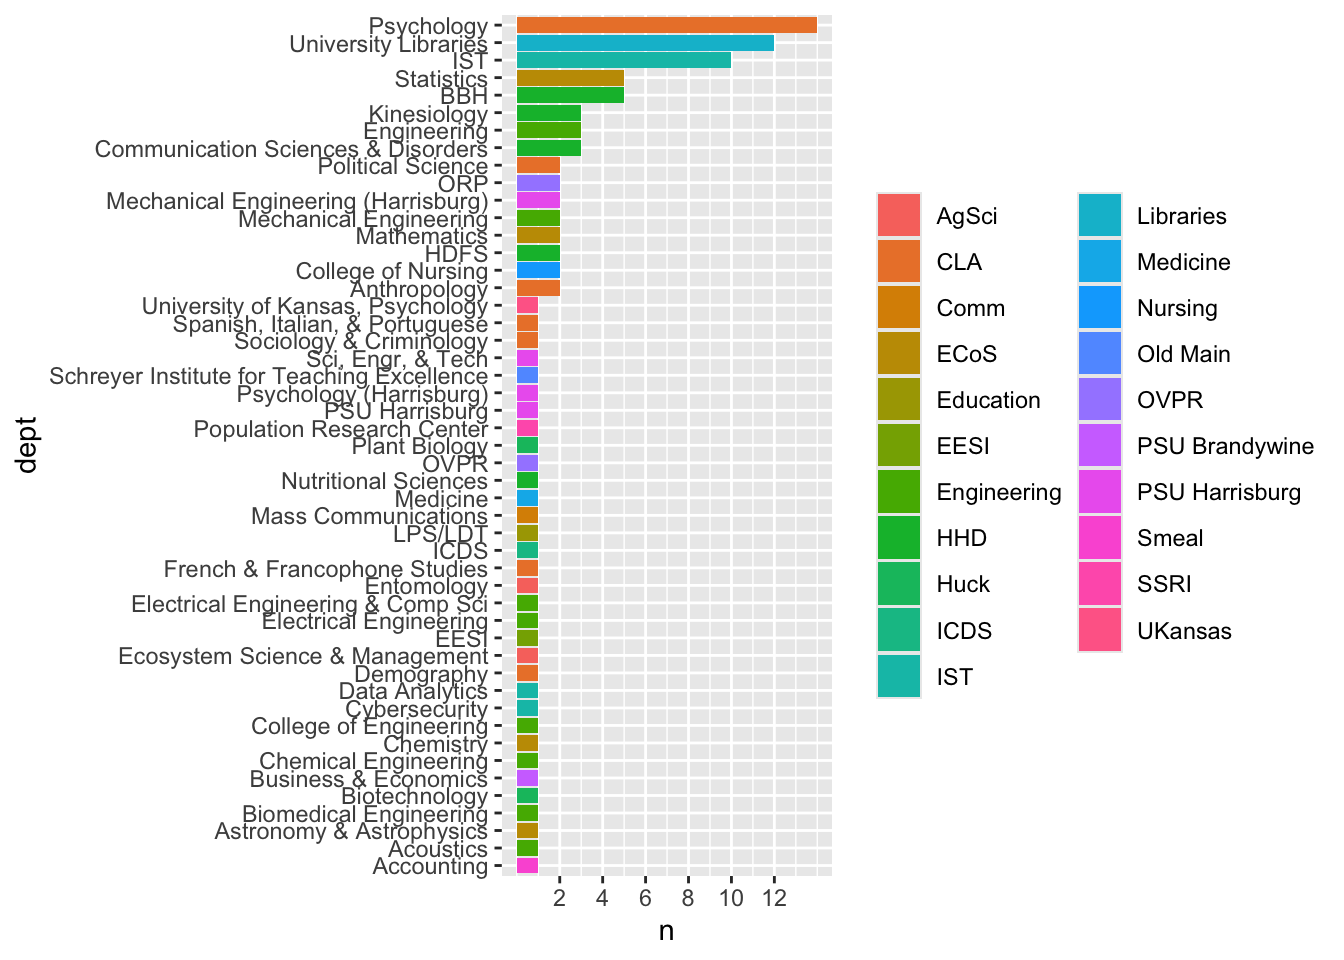 Psychology
University Libraries
IST
Statistics
BBH
Kinesiology
Engineering
Communication Sciences & Disorders
Political Science
ORP
Mechanical Engineering (Harrisburg)
Mechanical Engineering
Mathematics
HDFS
College of Nursing
Anthropology
University of Kansas, Psychology
Spanish, Italian, & Portuguese
Sociology & Criminology
Sci, Engr, & Tech
Schreyer Institute for Teaching Excellence
Psychology (Harrisburg)
PSU Harrisburg
Population Research Center
Plant Biology
OVPR
Nutritional Sciences
Medicine
Mass Communications
LPS/LDT
ICDS
French & Francophone Studies
Entomology
Electrical Engineering & Comp Sci
Electrical Engineering
EESI
Ecosystem Science & Management
Demography
Data Analytics
Cybersecurity
College of Engineering
Chemistry
Chemical Engineering
Business & Economics
Biotechnology
Biomedical Engineering
Astronomy & Astrophysics
Acoustics
Accounting
dept
2 4 6 8 10 12
n
AgSci
CLA
Comm
ECoS
Education
EESI
Engineering
HHD
Huck
ICDS
IST
Libraries
Medicine
Nursing
Old Main
OVPR
PSU Brandywine
PSU Harrisburg
Smeal
SSRI
UKansas